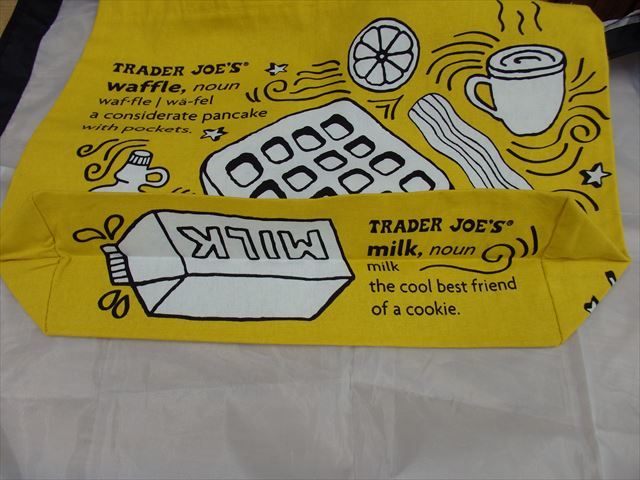 TRADER JOE'S®
waffle, noun
waf·fle | wä-fel
a considerate pancake
with pockets.
TRADER JOE'S®
milk, noun
milk
the cool best friend
of a cookie.
MILK